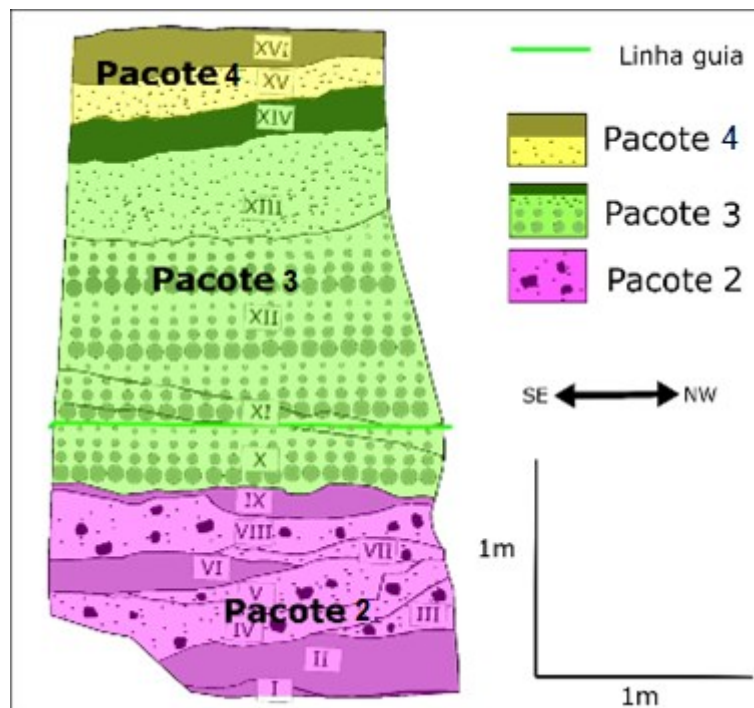 XVi
Pacote 4
XV
XIV
XIII
Pacote 3
XII
XI
X
IX
VIII
VII
VI
V
Pacote 2
III
IV
Ii
I
Linha guia
Pacote 4
Pacote 3
Pacote 2
SE NW
1m
1m